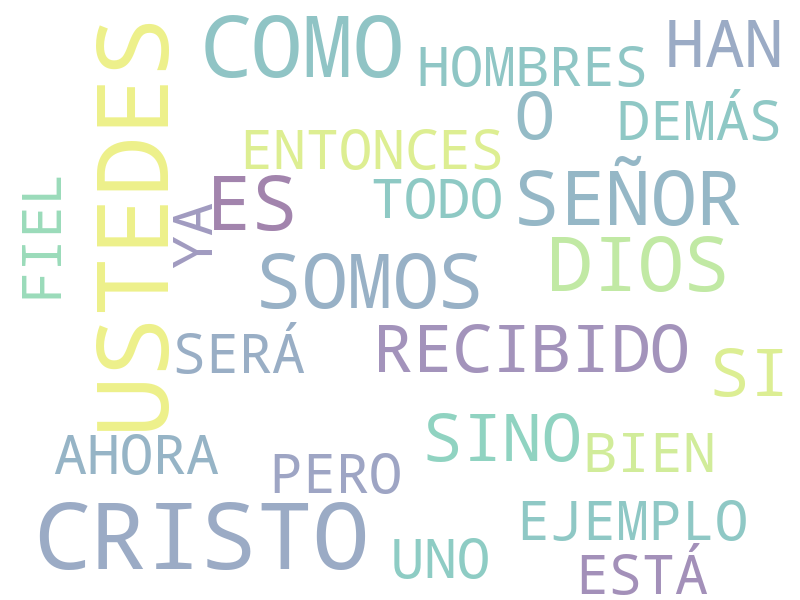 COMO
HOMBRES
HAN
USTEDES
O
DEMÁS
ENTONCES
ES
TODO
SEÑOR
FIEL
YA
SOMOS
DIOS
SERÁ
RECIBIDO
SI
AHORA
PERO
SINO
BIEN
CRISTO
UNO
EJEMPLO
ESTÁ